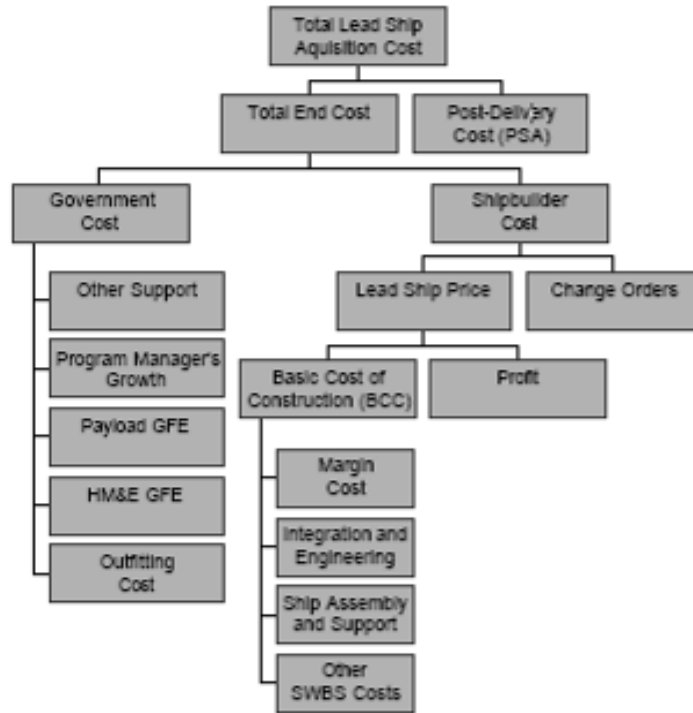 Total Lead Ship
Aquisition Cost
Total End Cost
Post-Delivery
Cost (PSA)
Government
Cost
Shipbuilder
Cost
Other Support
Lead Ship Price
Change Orders
Program Manager's
Growth
Basic Cost of
Construction (BCC)
Profit
Payload GFE
Margin
Cost
HM&E GFE
Integration and
Engineering
Outfitting
Cost
Ship Assembly
and Support
Other
SWBS Costs